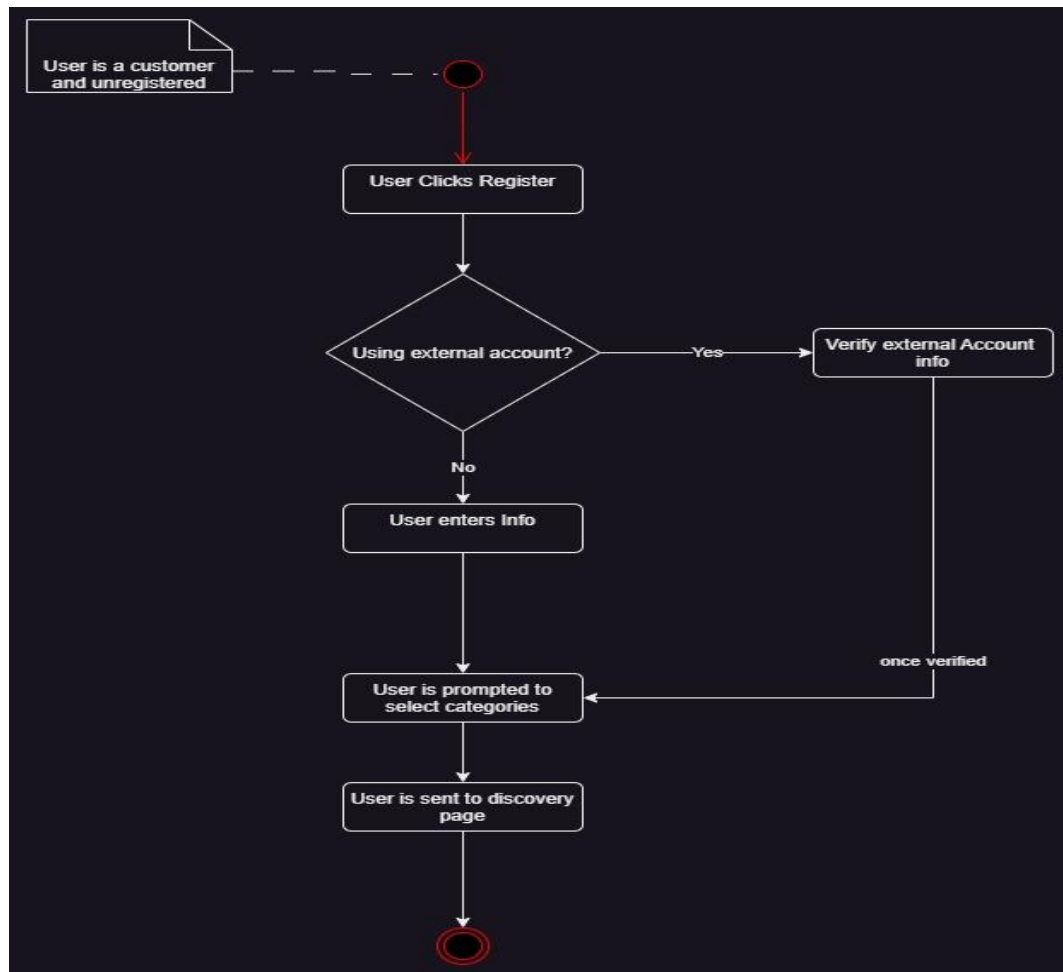 User is a customer
and unregistered
User Clicks Register
Using external account?
Yes
Verify external Account
info
No
User enters Info
once verified
User is prompted to
select categories
User is sent to discovery
page